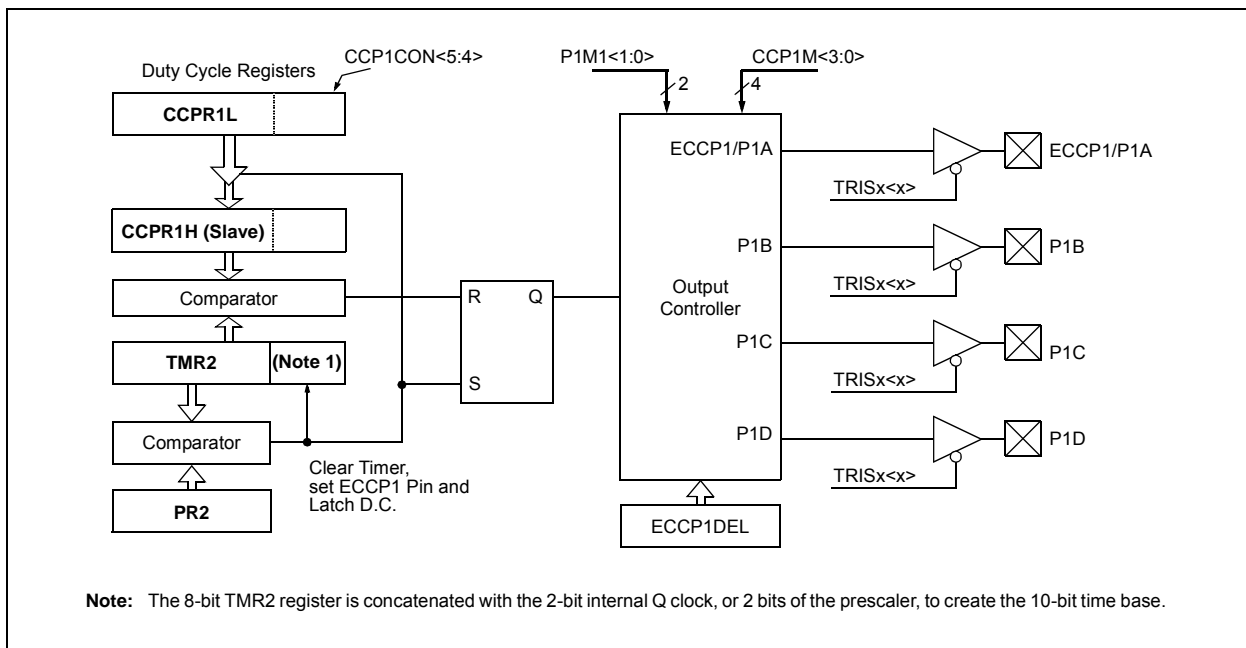 CCP1CON<5:4>
Duty Cycle Registers
CCPR1L
CCPR1H (Slave)
Comparator
TMR2
(Note 1)
Comparator
PR2
Clear Timer,
set ECCP1 Pin and
Latch D.C.
R
Q
S
P1M1<1:0>
2
CCP1M<3:0>
4
ECCP1/P1A
P1B
Output
Controller
P1C
P1D
ECCP1DEL
TRISx<x>
ECCP1/P1A
TRISx<x>
P1B
TRISx<x>
P1C
TRISx<x>
P1D
Note: The 8-bit TMR2 register is concatenated with the 2-bit internal Q clock, or 2 bits of the prescaler, to create the 10-bit time base.